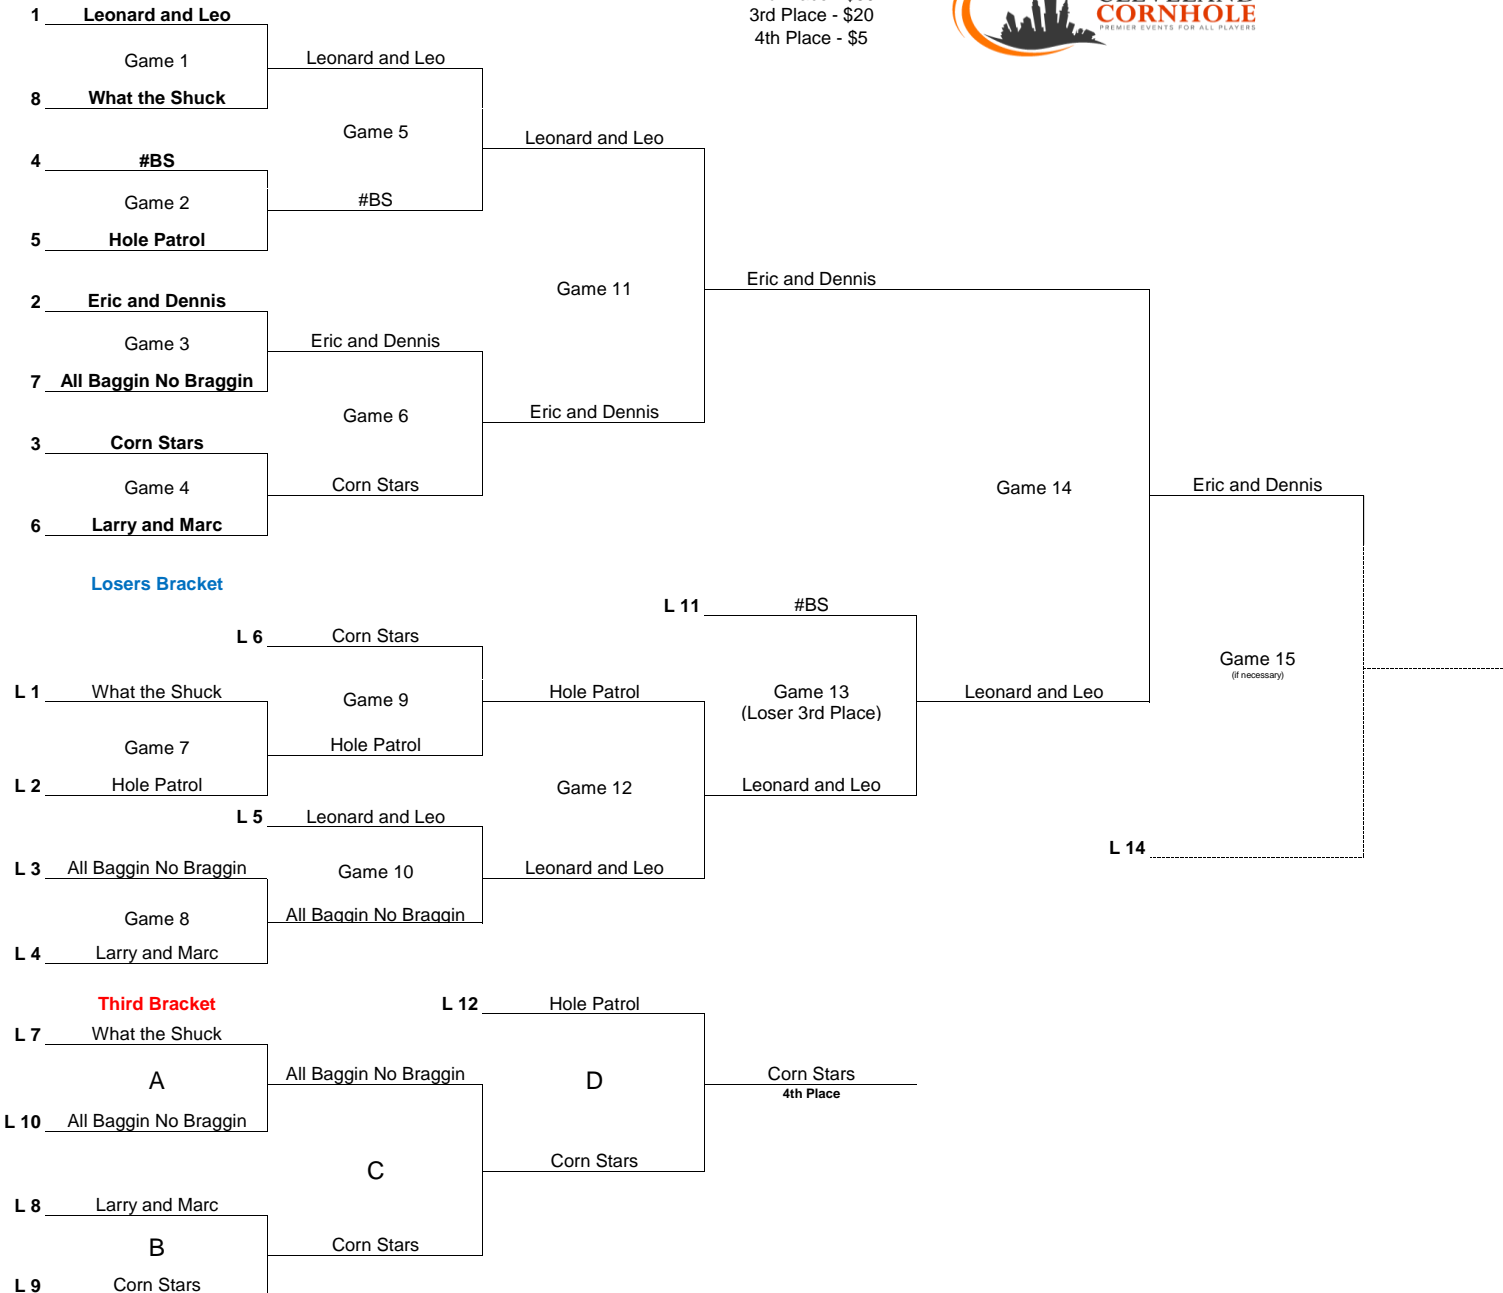 1 Leonard and Leo
3rd Place - $20
CORNHOLE
PREMIER EVENTS FOR ALL PLAYERS
4th Place - $5
Game 1
Leonard and Leo
8 What the Shuck
Game 5
Leonard and Leo
4 #BS
Game 2
#BS
5 Hole Patrol
Eric and Dennis
Game 11
2 Eric and Dennis
Game 3
Eric and Dennis
7 All Baggin No Braggin
Game 6
Eric and Dennis
3 Corn Stars
Game 4
Corn Stars
Game 14
Eric and Dennis
6 Larry and Marc
Losers Bracket
L 11 #BS
L 6 Corn Stars
Game 15
(if necessary)
L 1 What the Shuck
Game 9
Hole Patrol
Game 13
(Loser 3rd Place)
Leonard and Leo
Game 7
Hole Patrol
L 2 Hole Patrol
Game 12
Leonard and Leo
L 5 Leonard and Leo
L 14
L 3 All Baggin No Braggin
Game 10
Leonard and Leo
Game 8
All Baggin No Braggin
L 4 Larry and Marc
Third Bracket
L 12 Hole Patrol
L 7 What the Shuck
A
All Baggin No Braggin
D
Corn Stars
4th Place
L 10 All Baggin No Braggin
C
Corn Stars
L 8 Larry and Marc
B
Corn Stars
L 9 Corn Stars